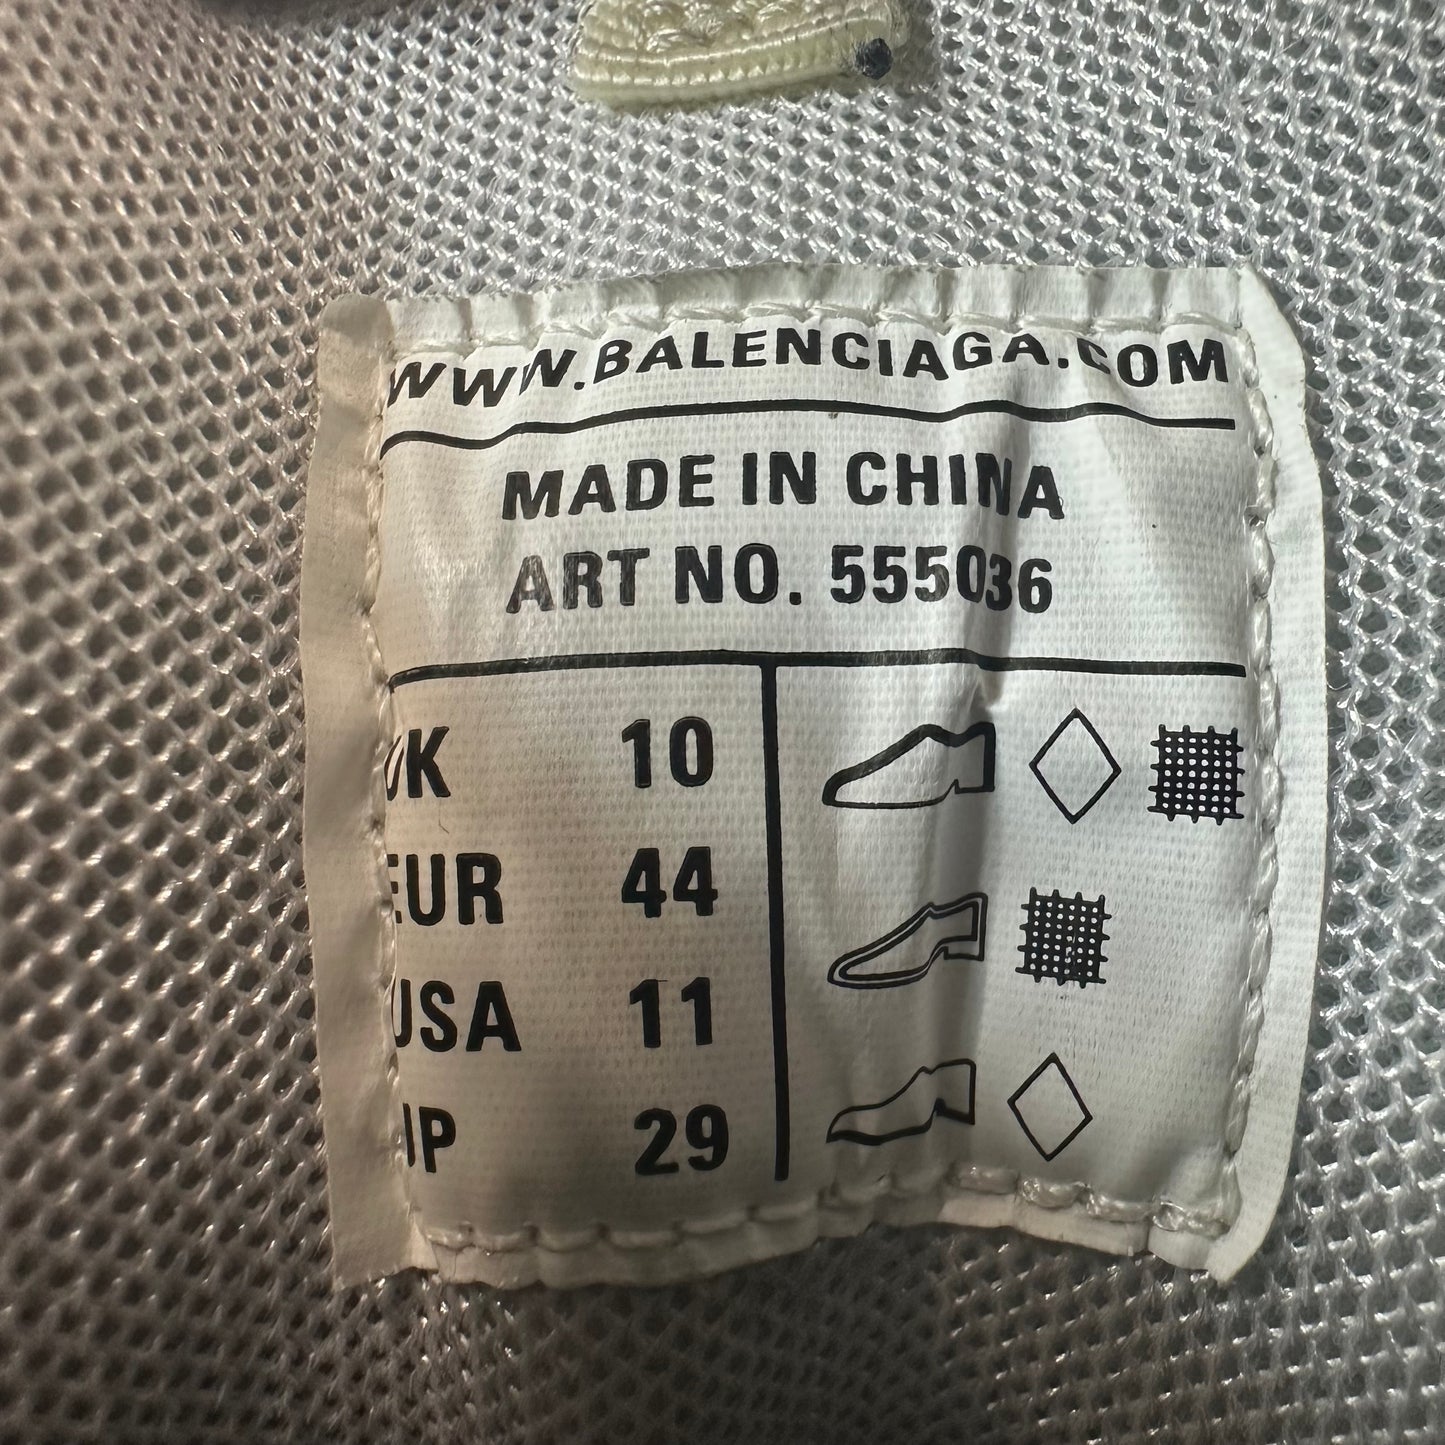 WWW.BALENCIAGA.COM
MADE IN CHINA
ART NO. 555036
UK 10
EUR 44
USA 11
JP 29